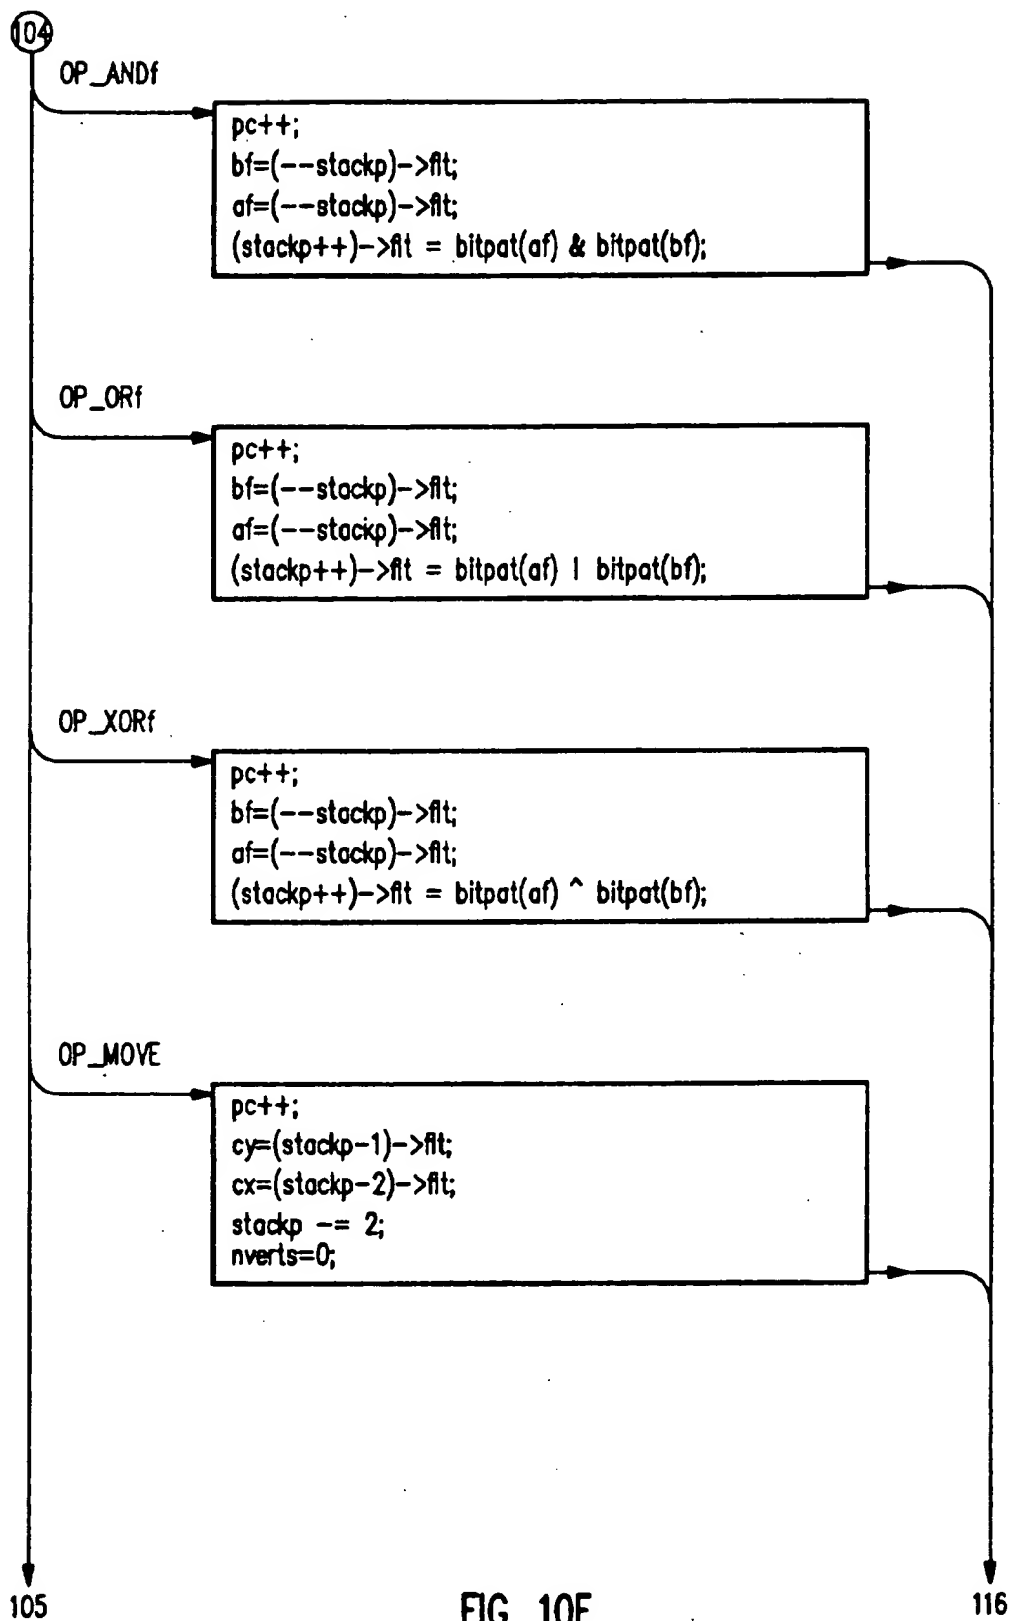 104
OP_ANDf
pc++;
bf=(--stackp)->flt;
af=(--stackp)->flt;
(stackp++)->flt = bitpat(af) & bitpat(bf);
OP_ORf
pc++;
bf=(--stackp)->flt;
af=(--stackp)->flt;
(stackp++)->flt = bitpat(af) | bitpat(bf);
OP_XORf
pc++;
bf=(--stackp)->flt;
af=(--stackp)->flt;
(stackp++)->flt = bitpat(af) ^ bitpat(bf);
OP_MOVE
pc++;
cy=(stackp-1)->flt;
cx=(stackp-2)->flt;
stackp -= 2;
nverts=0;
105
FIG. 10F
116